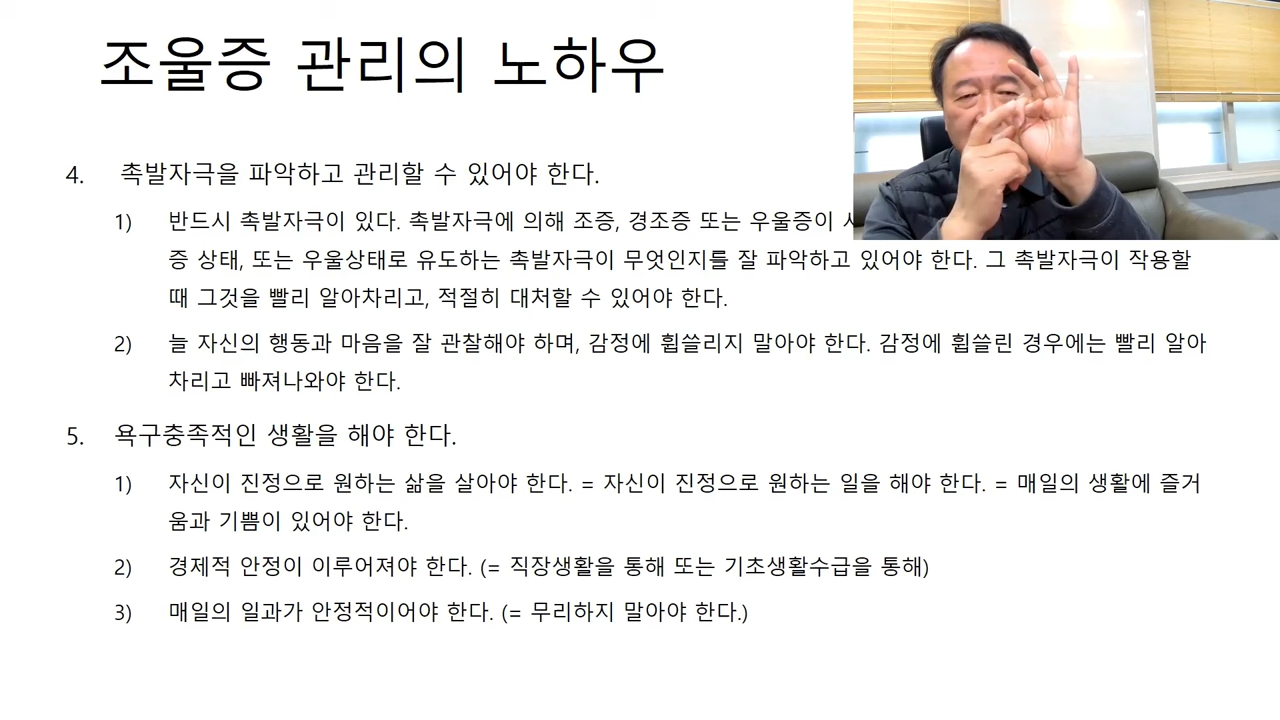 조울증 관리의 노하우
4. 촉발자극을 파악하고 관리할 수 있어야 한다.
1) 반드시 촉발자극이 있다. 촉발자극에 의해 조증, 경조증 또는 우울증이
증 상태, 또는 우울상태로 유도하는 촉발자극이 무엇인지를 잘 파악하고 있어야 한다. 그 촉발자극이 작용할
때 그것을 빨리 알아차리고, 적절히 대처할 수 있어야 한다.
2) 늘 자신의 행동과 마음을 잘 관찰해야 하며, 감정에 휩쓸리지 말아야 한다. 감정에 휩쓸린 경우에는 빨리 알아
차리고 빠져나와야 한다.
5. 욕구충족적인 생활을 해야 한다.
1) 자신이 진정으로 원하는 삶을 살아야 한다. = 자신이 진정으로 원하는 일을 해야 한다. = 매일의 생활에 즐거
움과 기쁨이 있어야 한다.
2) 경제적 안정이 이루어져야 한다. (= 직장생활을 통해 또는 기초생활수급을 통해)
3) 매일의 일과가 안정적이어야 한다. (= 무리하지 말아야 한다.)